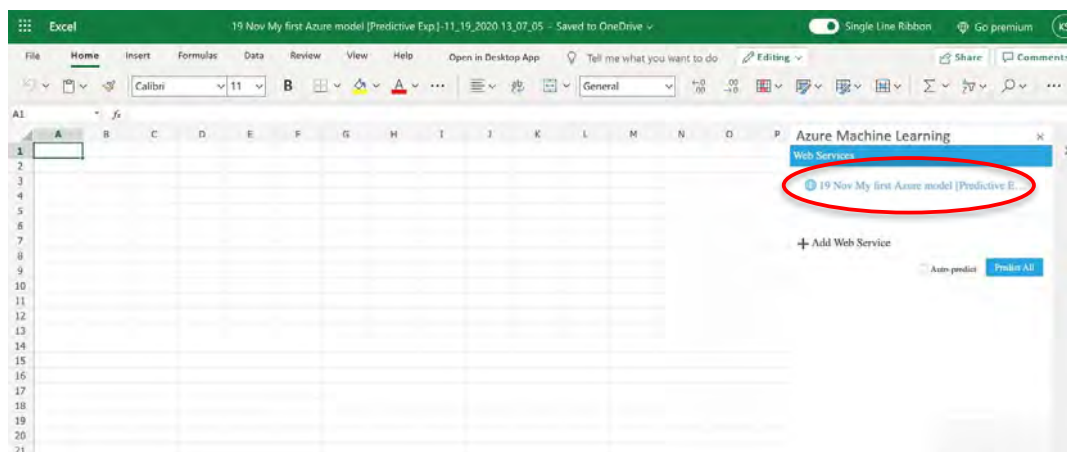 Excel 19 Nov My first Azure model [Predictive Exp.]-11_19_2020 13_07_05 - Saved to OneDrive Single Line Ribbon Go premium
File Home Insert Formulas Data Review View Help Open in Desktop App Tell me what you want to do Editing Share Comments
Calibri 11 B A General
A1 fx
A B C D E F G H I J K L M N O P
Azure Machine Learning ×
Web Services
19 Nov My first Azure model [Predictive E...
+ Add Web Service
Auto-predict Predict All
1
2
3
4
5
6
7
8
9
10
11
12
13
14
15
16
17
18
19
20
21